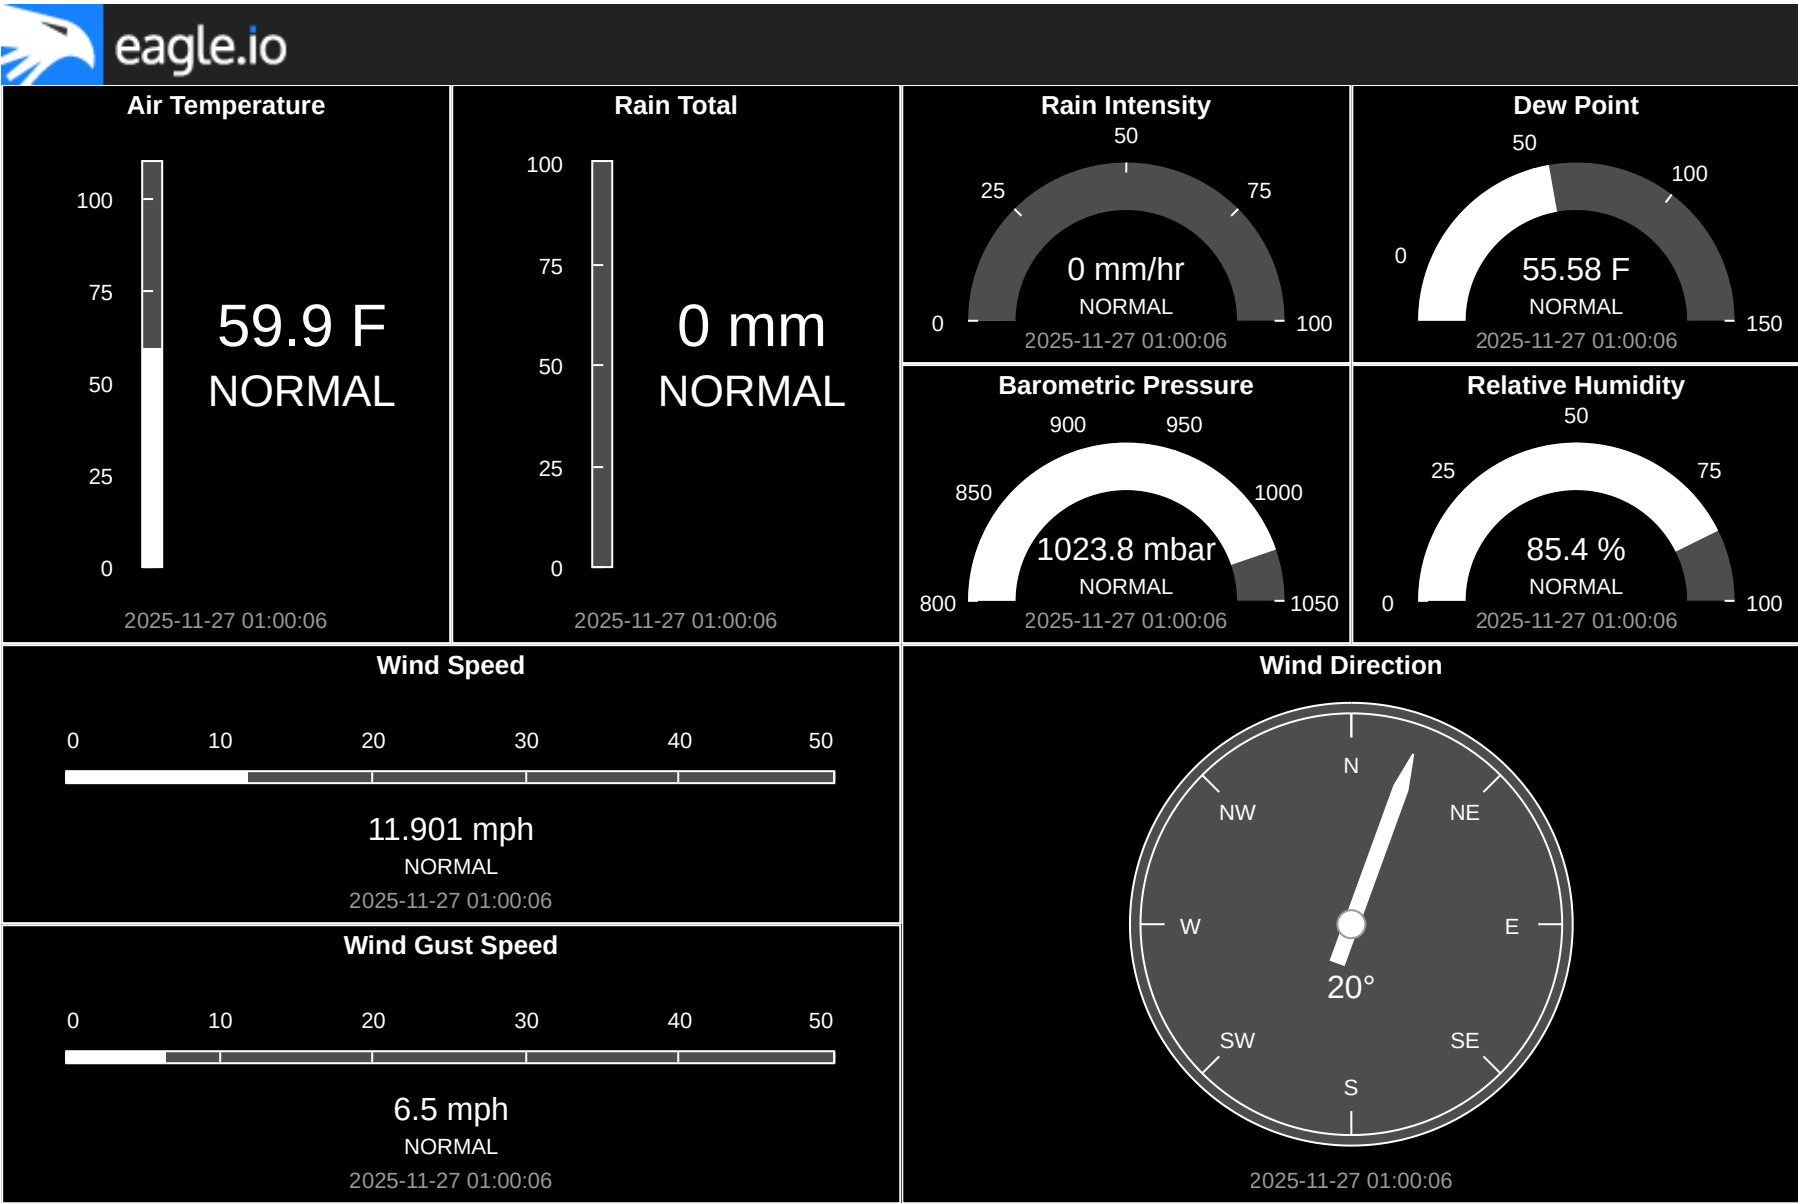 eagle.io
Air Temperature
100
75
50
25
0
59.9 F
NORMAL
2025-11-27 01:00:06
Rain Total
100
75
50
25
0
0 mm
NORMAL
2025-11-27 01:00:06
Rain Intensity
50
25
75
0
100
0 mm/hr
NORMAL
2025-11-27 01:00:06
Dew Point
50
100
0
150
55.58 F
NORMAL
2025-11-27 01:00:06
Barometric Pressure
900
950
850
1000
800
1050
1023.8 mbar
NORMAL
2025-11-27 01:00:06
Relative Humidity
50
25
75
0
100
85.4 %
NORMAL
2025-11-27 01:00:06
Wind Speed
0 10 20 30 40 50
11.901 mph
NORMAL
2025-11-27 01:00:06
Wind Gust Speed
0 10 20 30 40 50
6.5 mph
NORMAL
2025-11-27 01:00:06
Wind Direction
N
NW NE
W E
20°
SW SE
S
2025-11-27 01:00:06